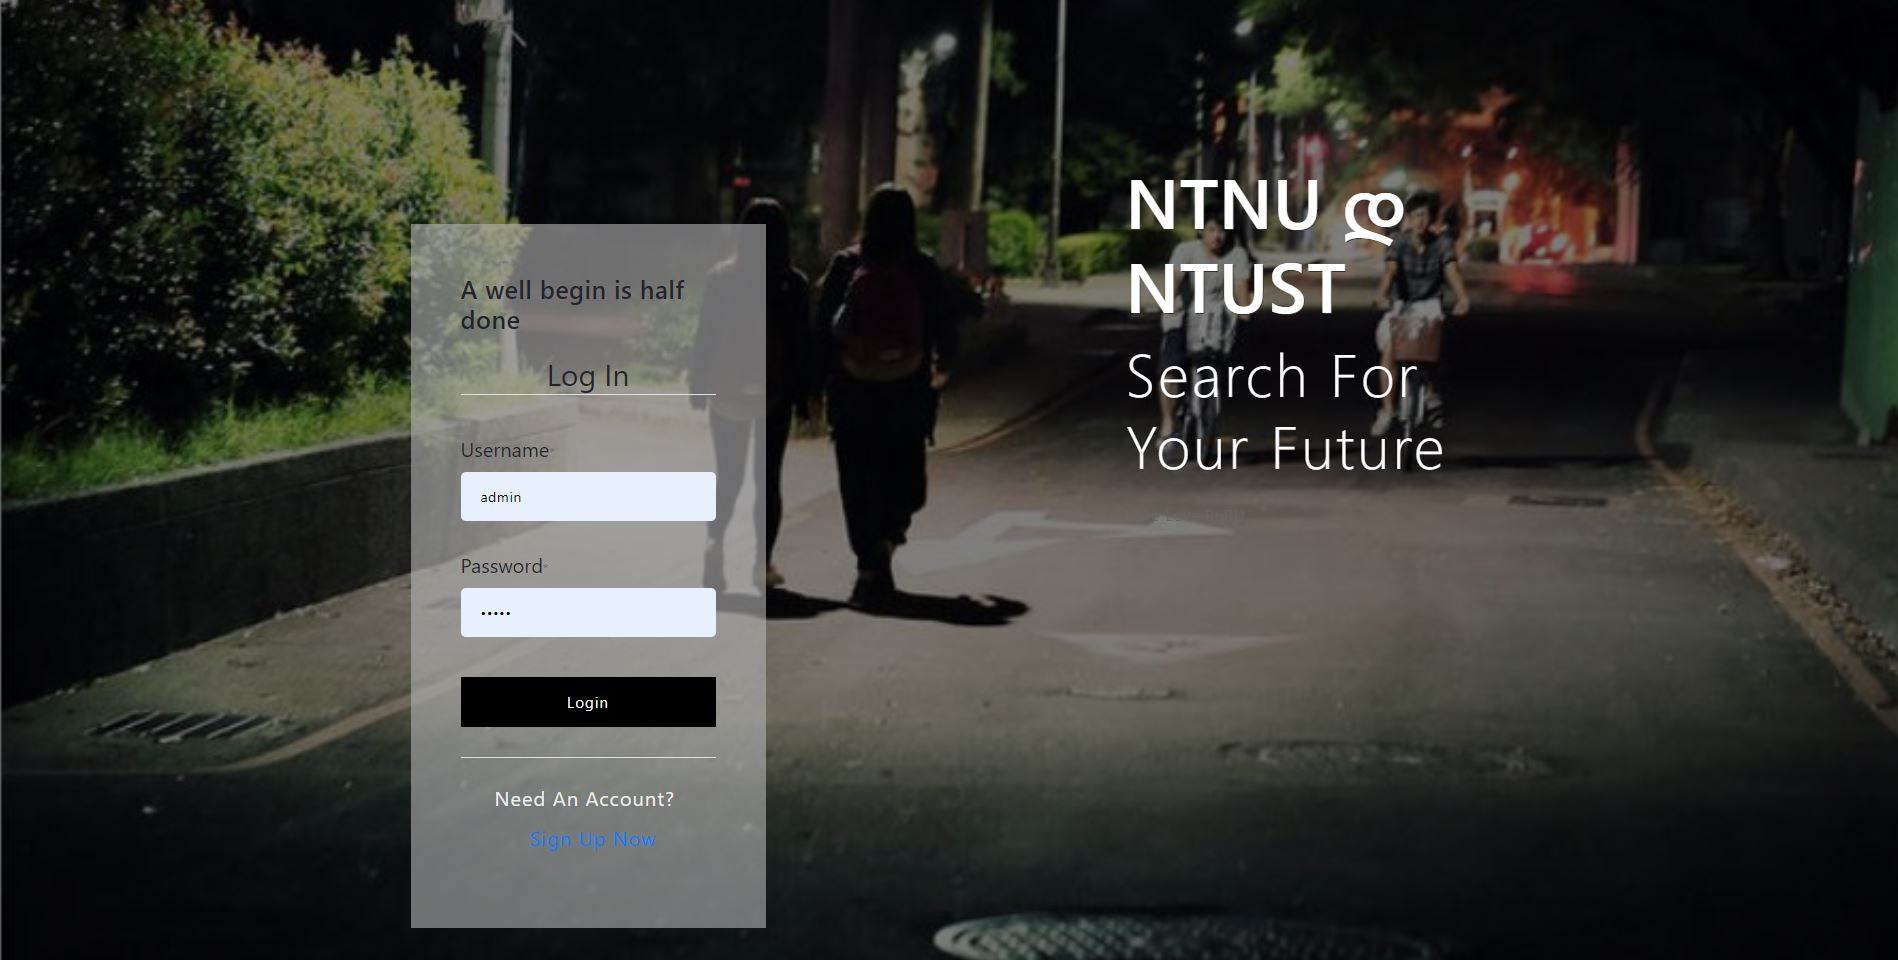 A well begin is half
done
Log In
Username*
admin
Password*
•••••
Login
Need An Account?
Sign Up Now
NTNU დ
NTUST
Search For
Your Future